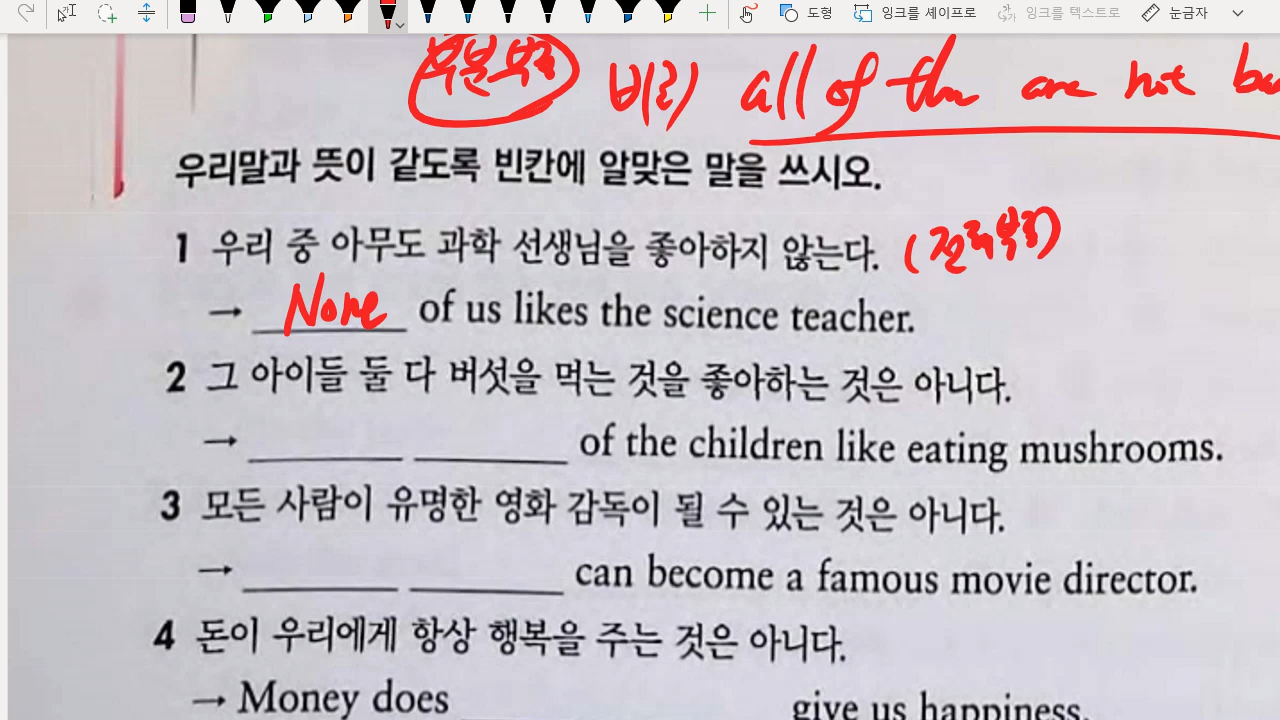 도형 잉크를 셰이프로 잉크를 텍스트로 눈금자
부분부정 비리 all of the are not
우리말과 뜻이 같도록 빈칸에 알맞은 말을 쓰시오.
1 우리 중 아무도 과학 선생님을 좋아하지 않는다. (전체부정)
→ None of us likes the science teacher.
2 그 아이들 둘 다 버섯을 먹는 것을 좋아하는 것은 아니다.
→ of the children like eating mushrooms.
3 모든 사람이 유명한 영화 감독이 될 수 있는 것은 아니다.
→ can become a famous movie director.
4 돈이 우리에게 항상 행복을 주는 것은 아니다.
→ Money does give us happiness.